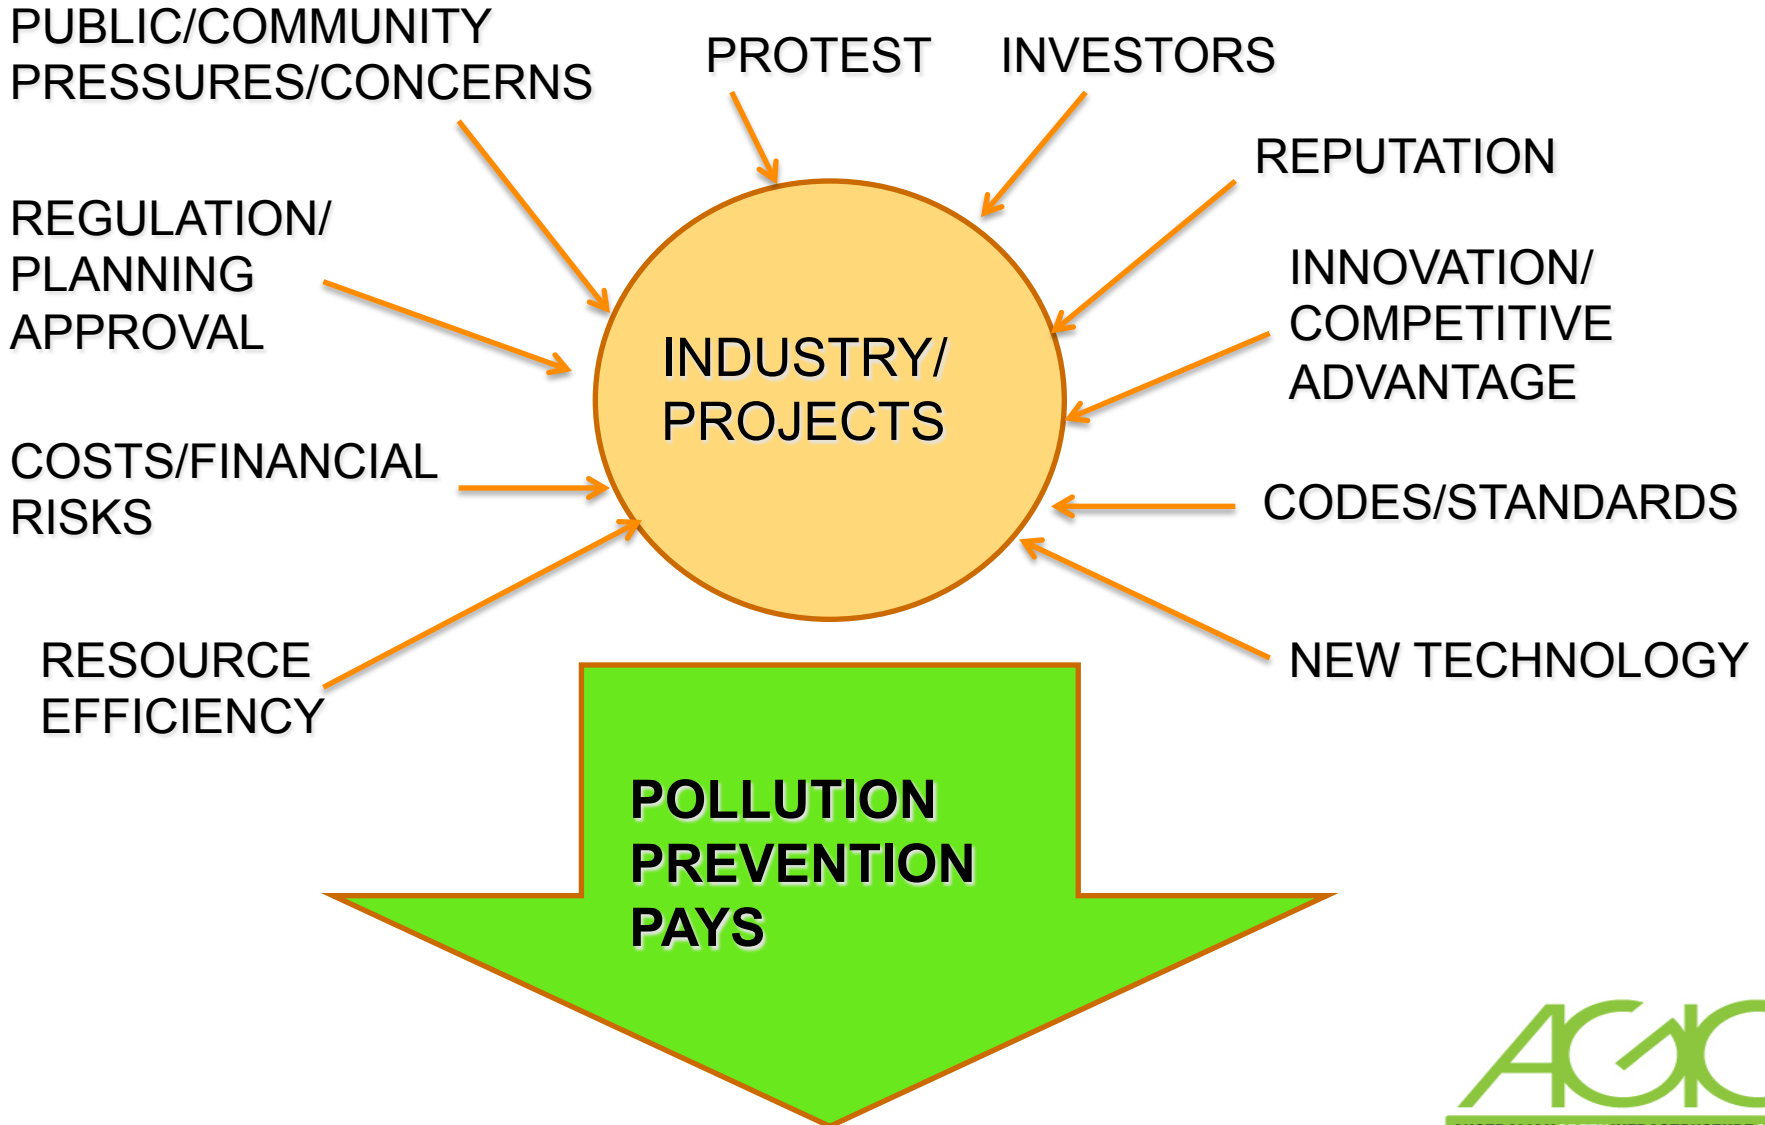 PUBLIC/COMMUNITY
PRESSURES/CONCERNS
PROTEST
INVESTORS
REPUTATION
REGULATION/
PLANNING
APPROVAL
INNOVATION/
COMPETITIVE
ADVANTAGE
INDUSTRY/
PROJECTS
COSTS/FINANCIAL
RISKS
CODES/STANDARDS
RESOURCE
EFFICIENCY
NEW TECHNOLOGY
POLLUTION
PREVENTION
PAYS
AGIC